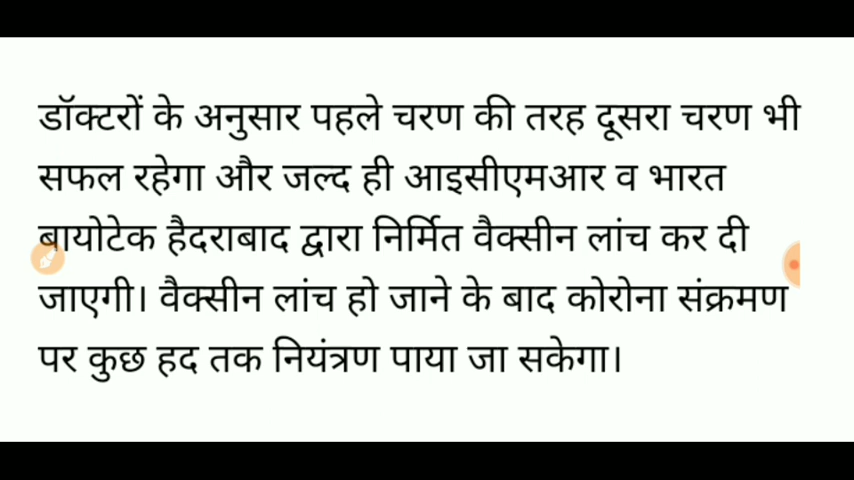 डॉक्टरों के अनुसार पहले चरण की तरह दूसरा चरण भी
सफल रहेगा और जल्द ही आइसीएमआर व भारत
बायोटेक हैदराबाद द्वारा निर्मित वैक्सीन लांच कर दी
जाएगी। वैक्सीन लांच हो जाने के बाद कोरोना संक्रमण
पर कुछ हद तक नियंत्रण पाया जा सकेगा।